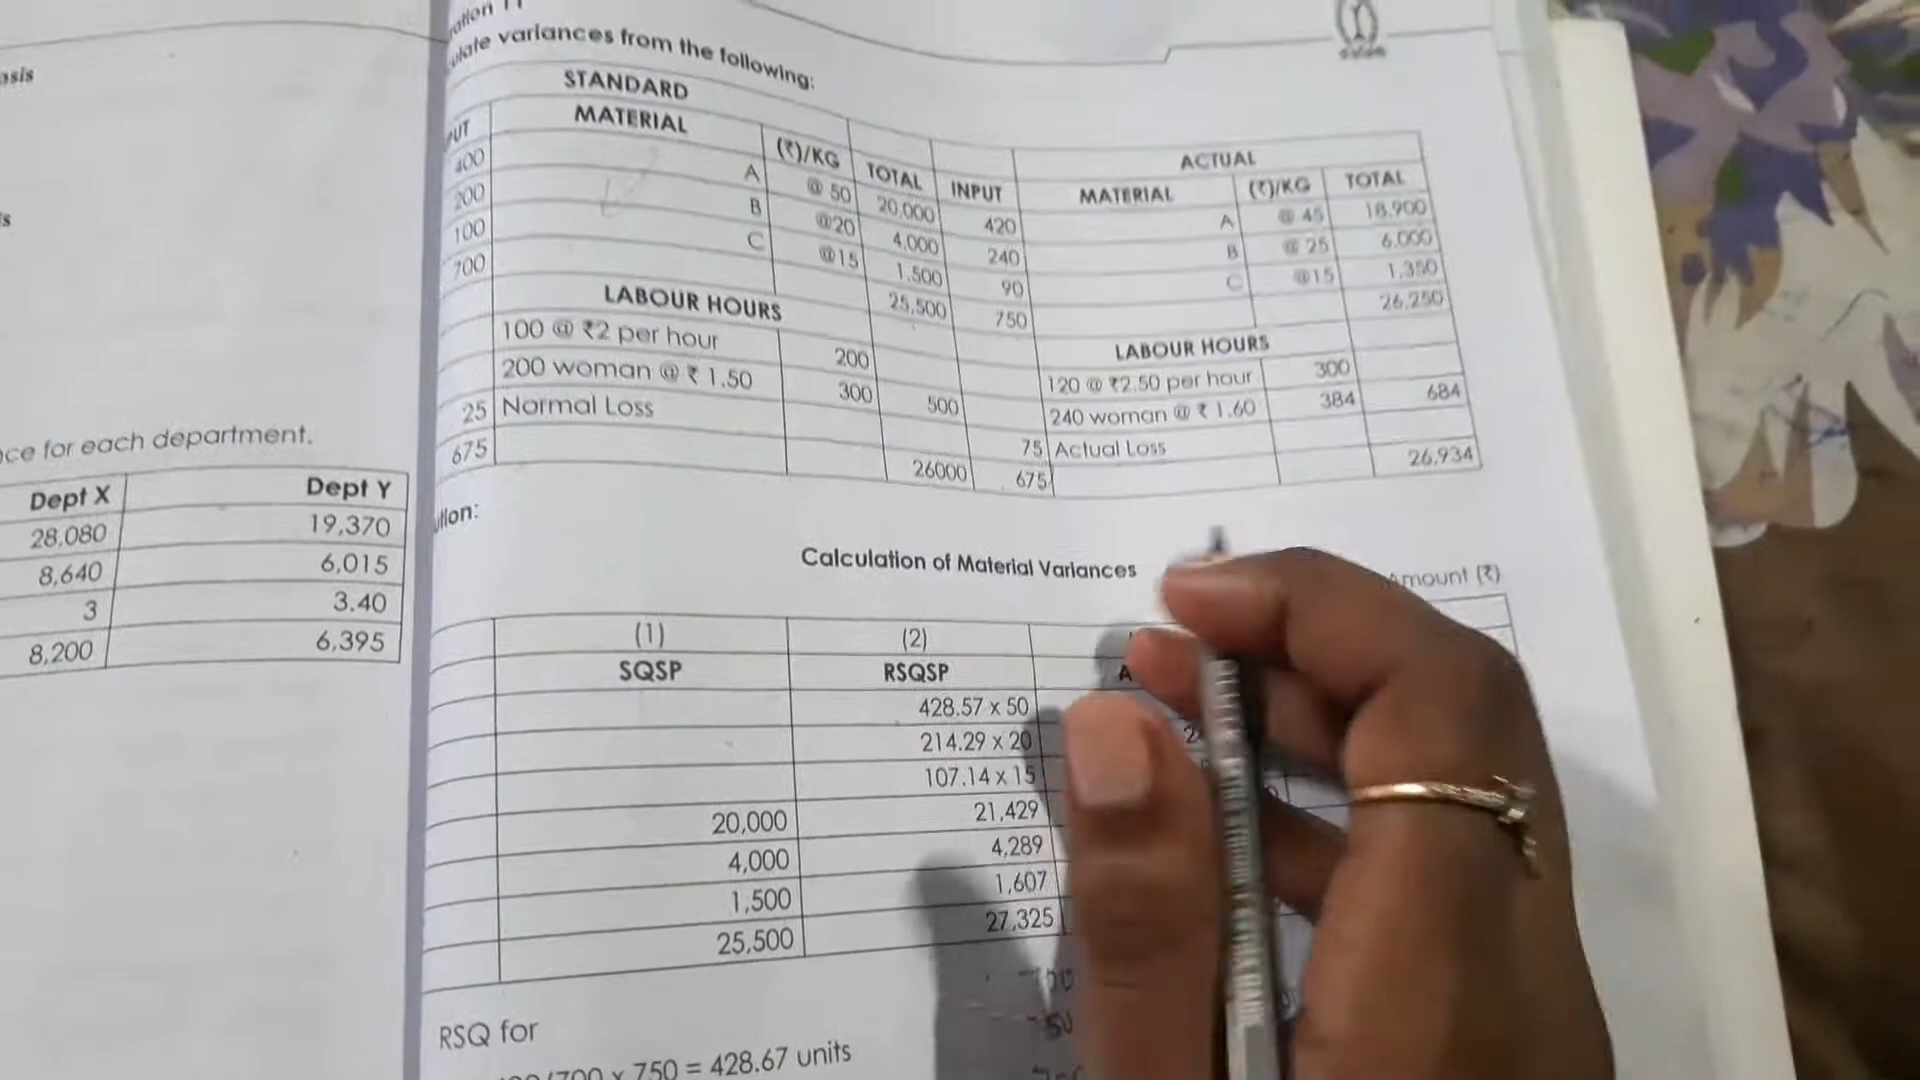 asis
s
ce for each department.
Dept X Dept Y
28,080 19,370
8,640 6,015
3 3.40
8,200 6,395
ulate variances from the following:
STANDARD ACTUAL
PUT MATERIAL (₹)/KG TOTAL INPUT MATERIAL (₹)/KG TOTAL
400 A @ 50 20,000 420 A @ 45 18,900
200 B @20 4,000 240 B @ 25 6,000
100 C @15 1,500 90 C @15 1,350
700 25,500 750 26,250
LABOUR HOURS LABOUR HOURS
100 @ ₹2 per hour 200 120 @ ₹2.50 per hour 300
200 woman @ ₹ 1.50 300 500 240 woman @ ₹ 1.60 384 684
25 Normal Loss 75 Actual Loss
675 26000 675 26,934
ution:
Calculation of Material Variances
Amount (₹)
(1) (2)
SQSP RSQSP A
428.57 x 50
214.29 x 20
107.14 x 15
20,000 21,429
4,000 4,289
1,500 1,607
25,500 27,325
RSQ for
/700 x 750 = 428.67 units